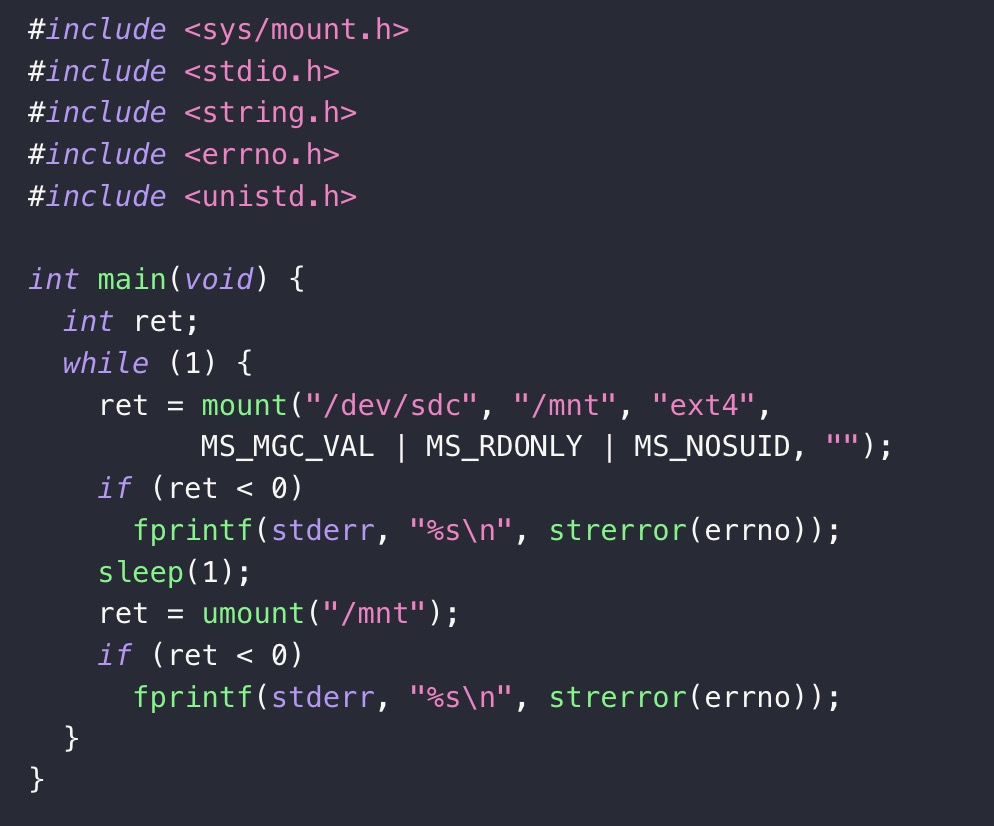 #include <sys/mount.h>
#include <stdio.h>
#include <string.h>
#include <errno.h>
#include <unistd.h>

int main(void) {
  int ret;
  while (1) {
    ret = mount("/dev/sdc", "/mnt", "ext4",
          MS_MGC_VAL | MS_RDONLY | MS_NOSUID, "");
    if (ret < 0)
      fprintf(stderr, "%s\n", strerror(errno));
    sleep(1);
    ret = umount("/mnt");
    if (ret < 0)
      fprintf(stderr, "%s\n", strerror(errno));
  }
}